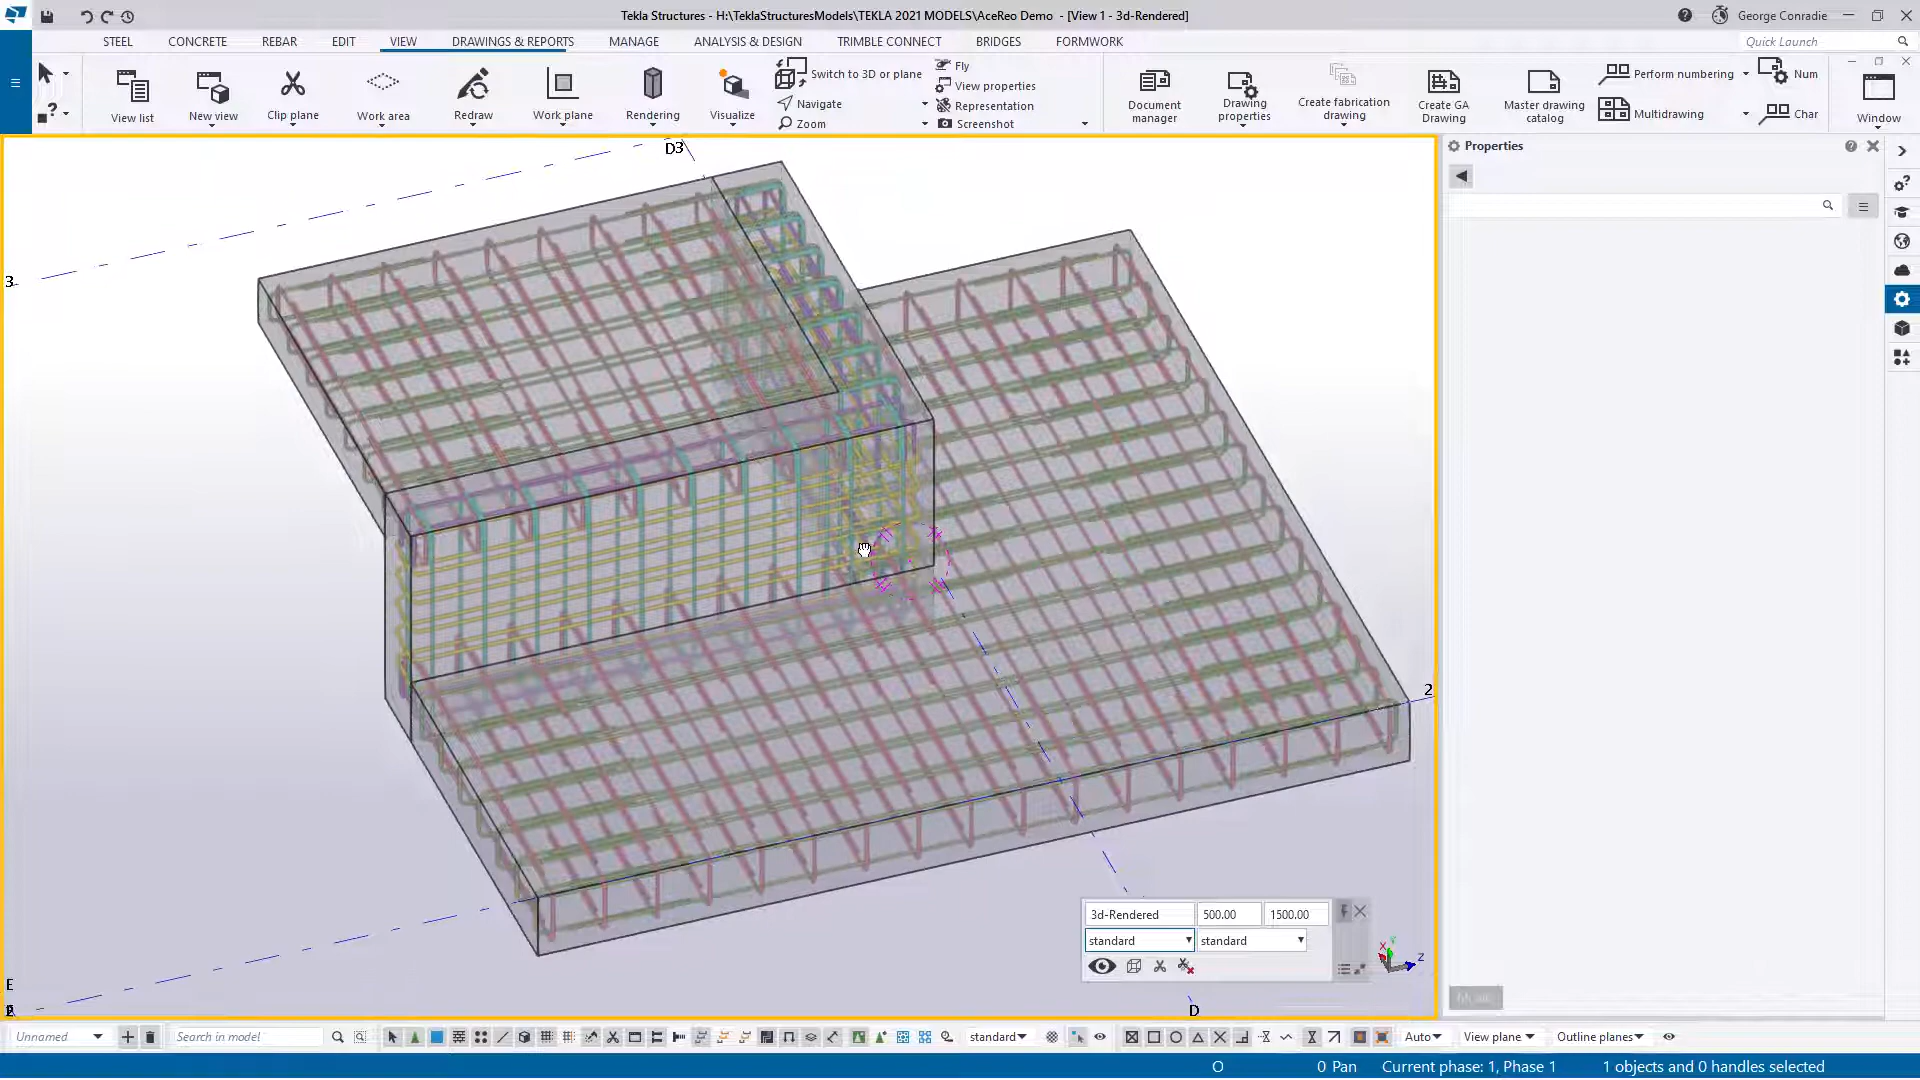 Tekla Structures - H:\TeklaStructuresModels\TEKLA 2021 MODELS\AceReo Demo - [View 1 - 3d-Rendered]
George Conradie
STEEL CONCRETE REBAR EDIT VIEW DRAWINGS & REPORTS MANAGE ANALYSIS & DESIGN TRIMBLE CONNECT BRIDGES FORMWORK
Quick Launch
View list
New view
Clip plane
Work area
Redraw
Work plane
Rendering
Visualize
Switch to 3D or plane
Navigate
Zoom
Fly
View properties
Representation
Screenshot
Document manager
Drawing properties
Create fabrication drawing
Create GA Drawing
Master drawing catalog
Perform numbering
Multidrawing
Num
Char
Window
Properties
D3
3
2
3d-Rendered 500.00 1500.00
standard standard
Z
E
D
Unnamed
Search in model
standard
Auto
View plane
Outline planes
O
0 Pan
Current phase: 1, Phase 1
1 objects and 0 handles selected